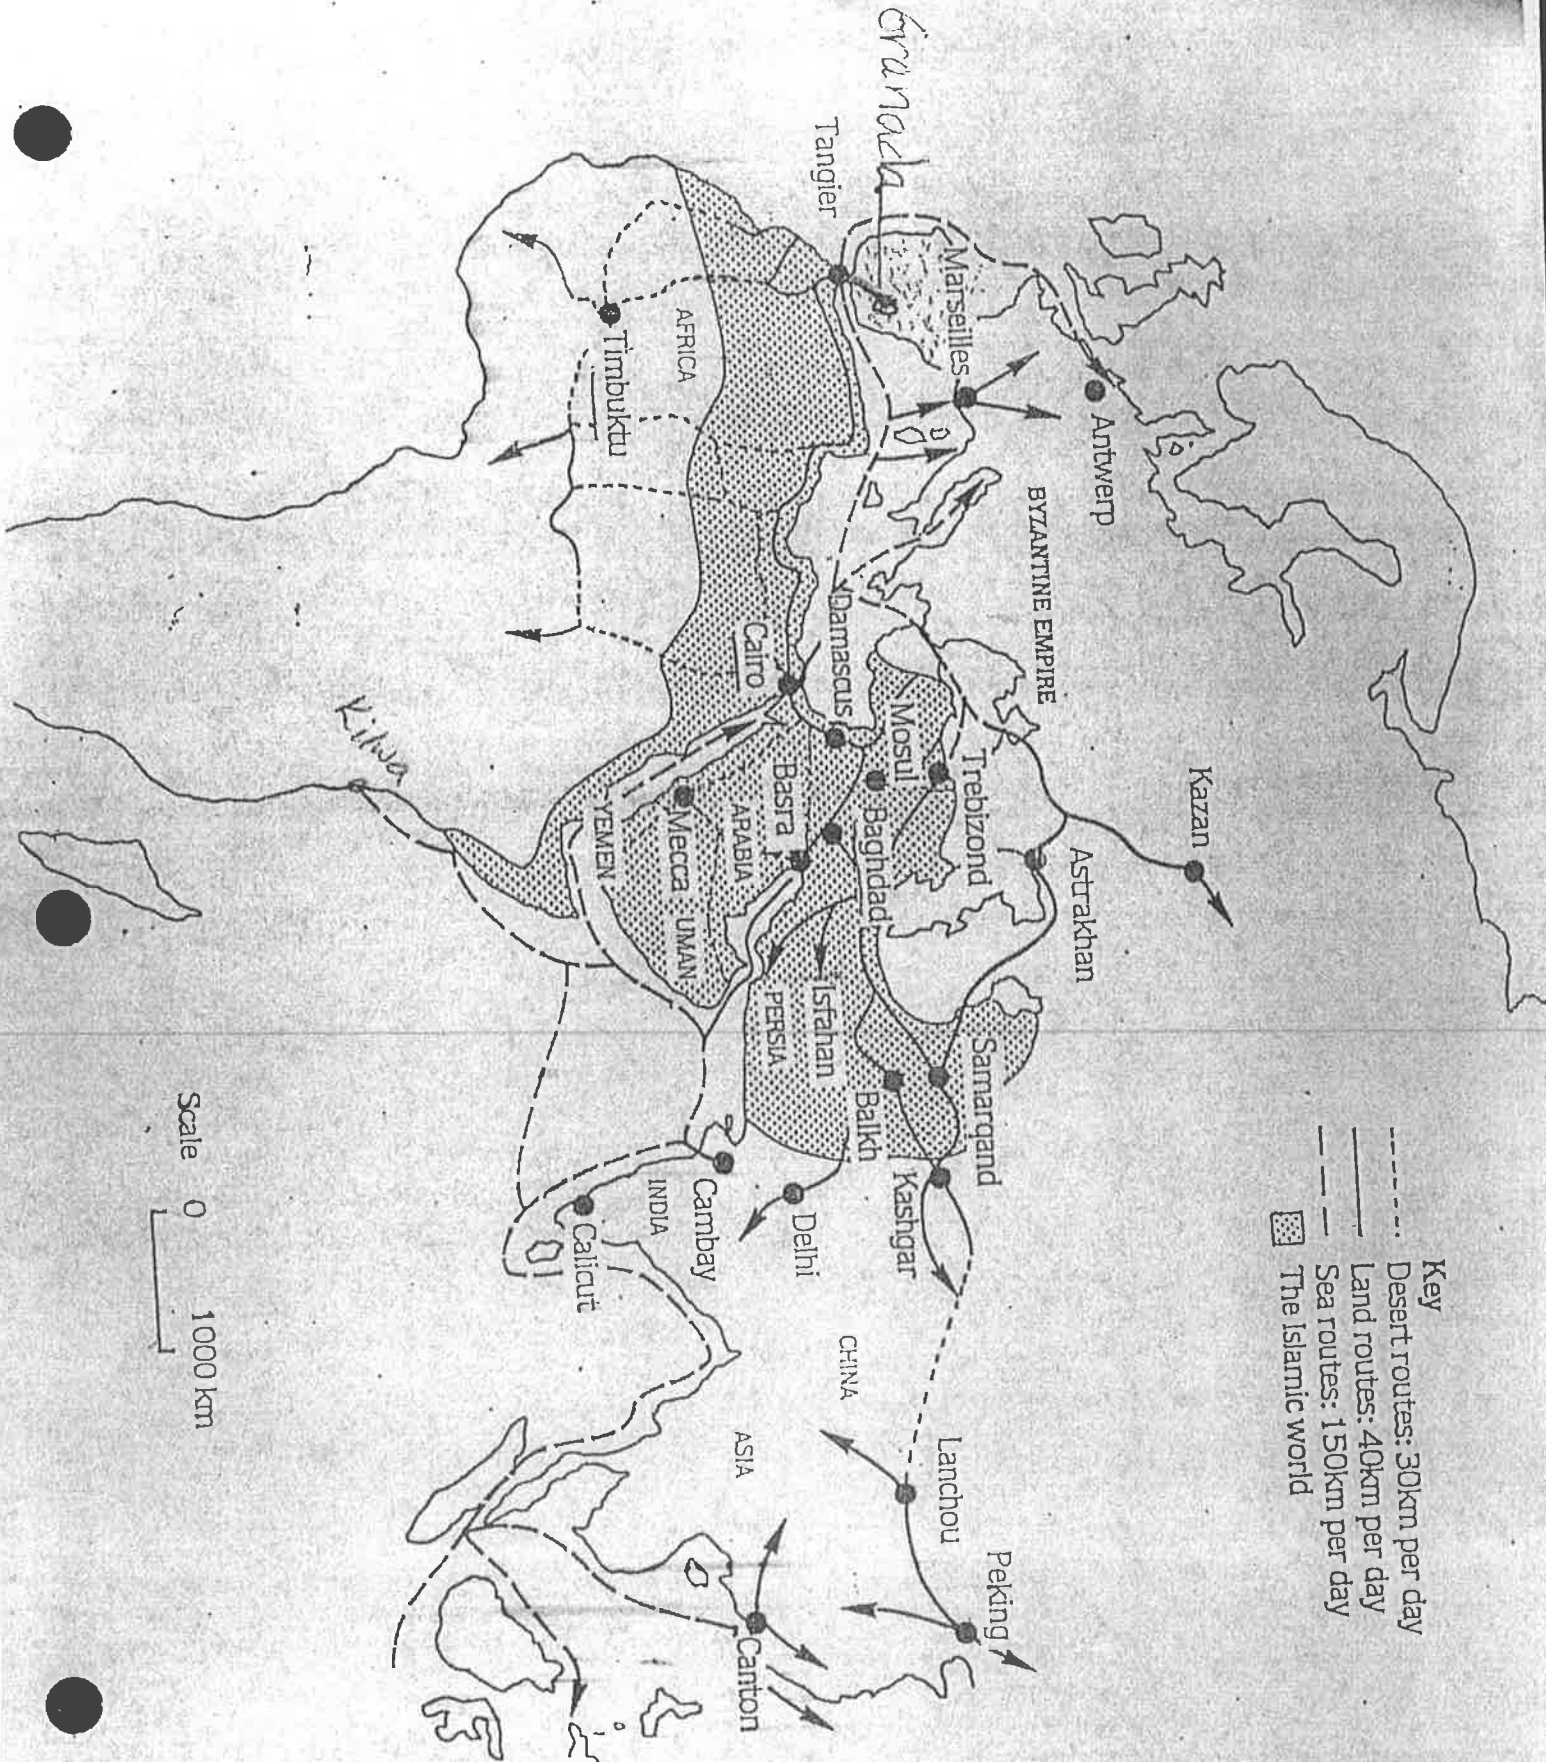 Key
Desert routes: 30km per day
Land routes: 40km per day
Sea routes: 150km per day
The Islamic world
Kazan
Antwerp
Astrakhan
BYZANTINE EMPIRE
Marseilles
Trebizond
Samarqand
Peking
Granada
Mosul
Kashgar
Lanchou
Tangier
Damascus
Baghdad
Balkh
CHINA
Isfahan
Delhi
Cairo
Basra
PERSIA
ASIA
Canton
ARABIA
Cambay
AFRICA
Mecca
UMAN
INDIA
Timbuktu
YEMEN
Calicut
Kilwa
Scale 0 1000 km